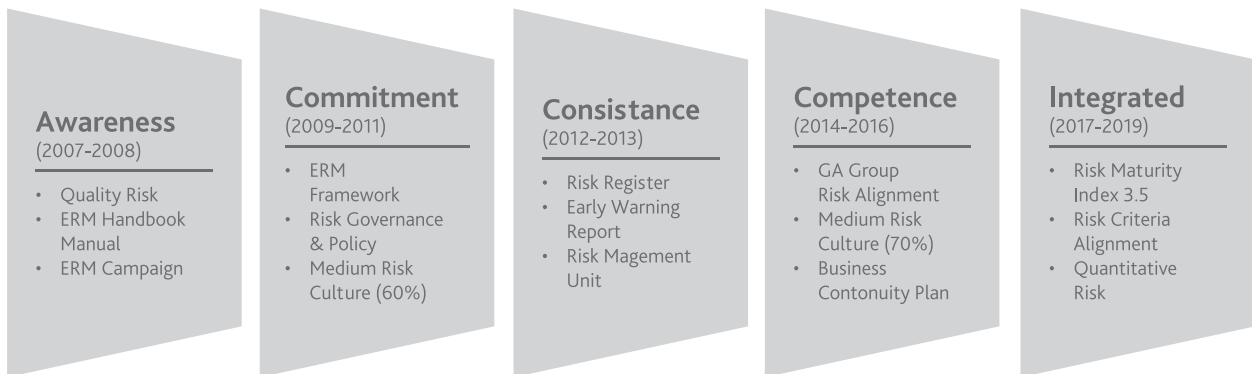 Awareness
(2007-2008)
• Quality Risk
• ERM Handbook
Manual
• ERM Campaign
Commitment
(2009-2011)
• ERM
Framework
• Risk Governance
& Policy
• Medium Risk
Culture (60%)
Consistance
(2012-2013)
• Risk Register
• Early Warning
Report
• Risk Magement
Unit
Competence
(2014-2016)
• GA Group
Risk Alignment
• Medium Risk
Culture (70%)
• Business
Contonuity Plan
Integrated
(2017-2019)
• Risk Maturity
Index 3.5
• Risk Criteria
Alignment
• Quantitative
Risk